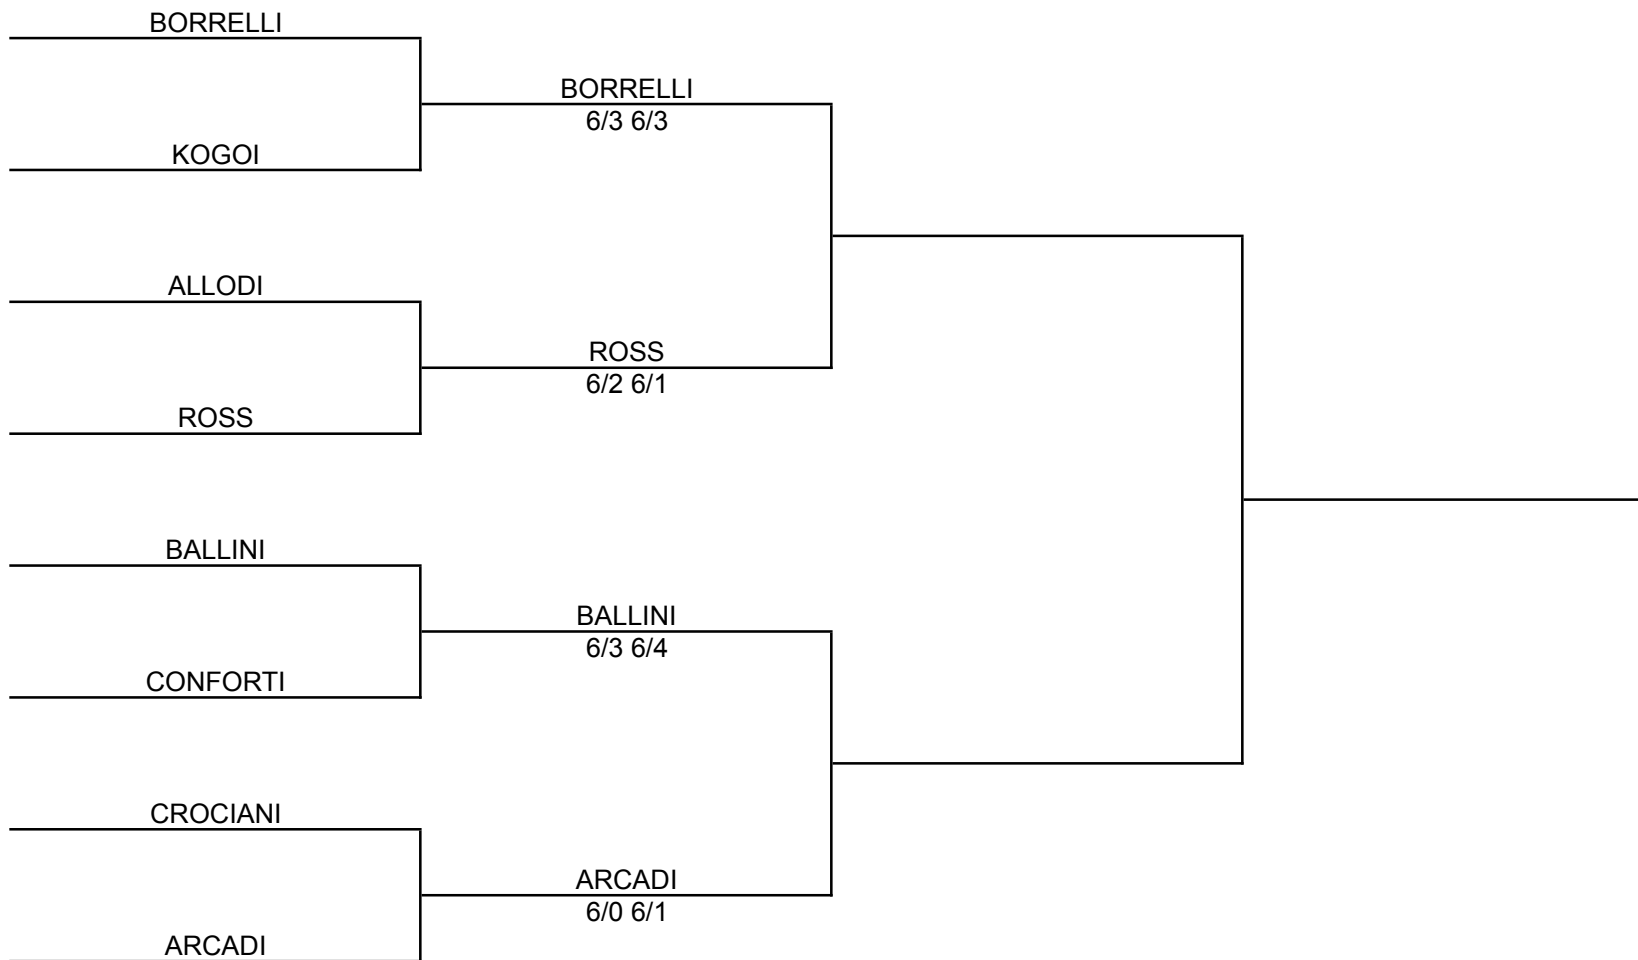 BORRELLI
BORRELLI
6/3 6/3
KOGOI
ALLODI
ROSS
6/2 6/1
ROSS
BALLINI
BALLINI
6/3 6/4
CONFORTI
CROCIANI
ARCADI
6/0 6/1
ARCADI